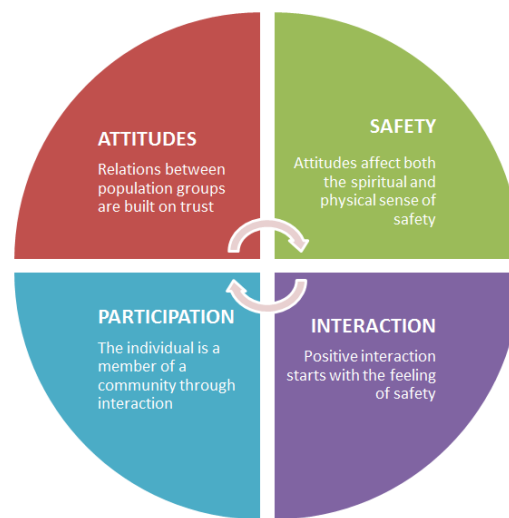 ATTITUDES
Relations between
population groups
are built on trust
SAFETY
Attitudes affect both
the spiritual and
physical sense of
safety
PARTICIPATION
The individual is a
member of a
community through
interaction
INTERACTION
Positive interaction
starts with the feeling
of safety